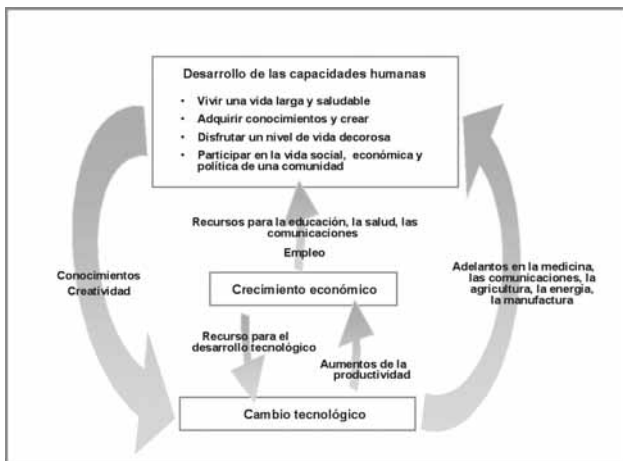 Desarrollo de las capacidades humanas
• Vivir una vida larga y saludable
• Adquirir conocimientos y crear
• Disfrutar un nivel de vida decorosa
• Participar en la vida social, económica y
política de una comunidad
Recursos para la educación, la salud, las
comunicaciones
Empleo
Conocimientos
Creatividad
Adelantos en la medicina,
las comunicaciones, la
agricultura, la energía,
la manufactura
Crecimiento económico
Recurso para el
desarrollo tecnológico
Aumentos de la
productividad
Cambio tecnológico